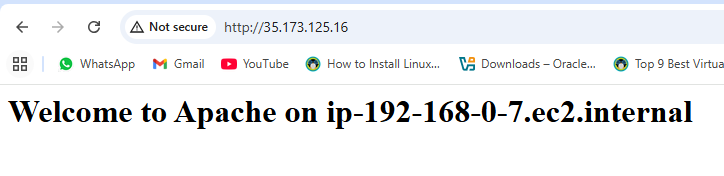 Not secure http://35.173.125.16
WhatsApp Gmail YouTube How to Install Linux... Downloads – Oracle... Top 9 Best Virtua
Welcome to Apache on ip-192-168-0-7.ec2.internal